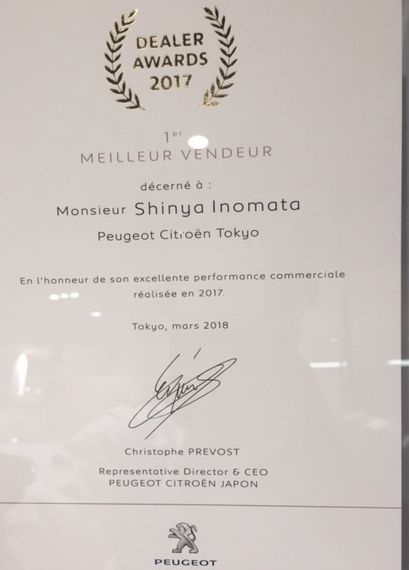 DEALER
AWARDS
2017
1er
MEILLEUR VENDEUR
décerné à :
Monsieur Shinya Inomata
Peugeot Citroën Tokyo
En l'honneur de son excellente performance commerciale
réalisée en 2017.
Tokyo, mars 2018
Christophe PREVOST
Representative Director & CEO
PEUGEOT CITROËN JAPON
PEUGEOT